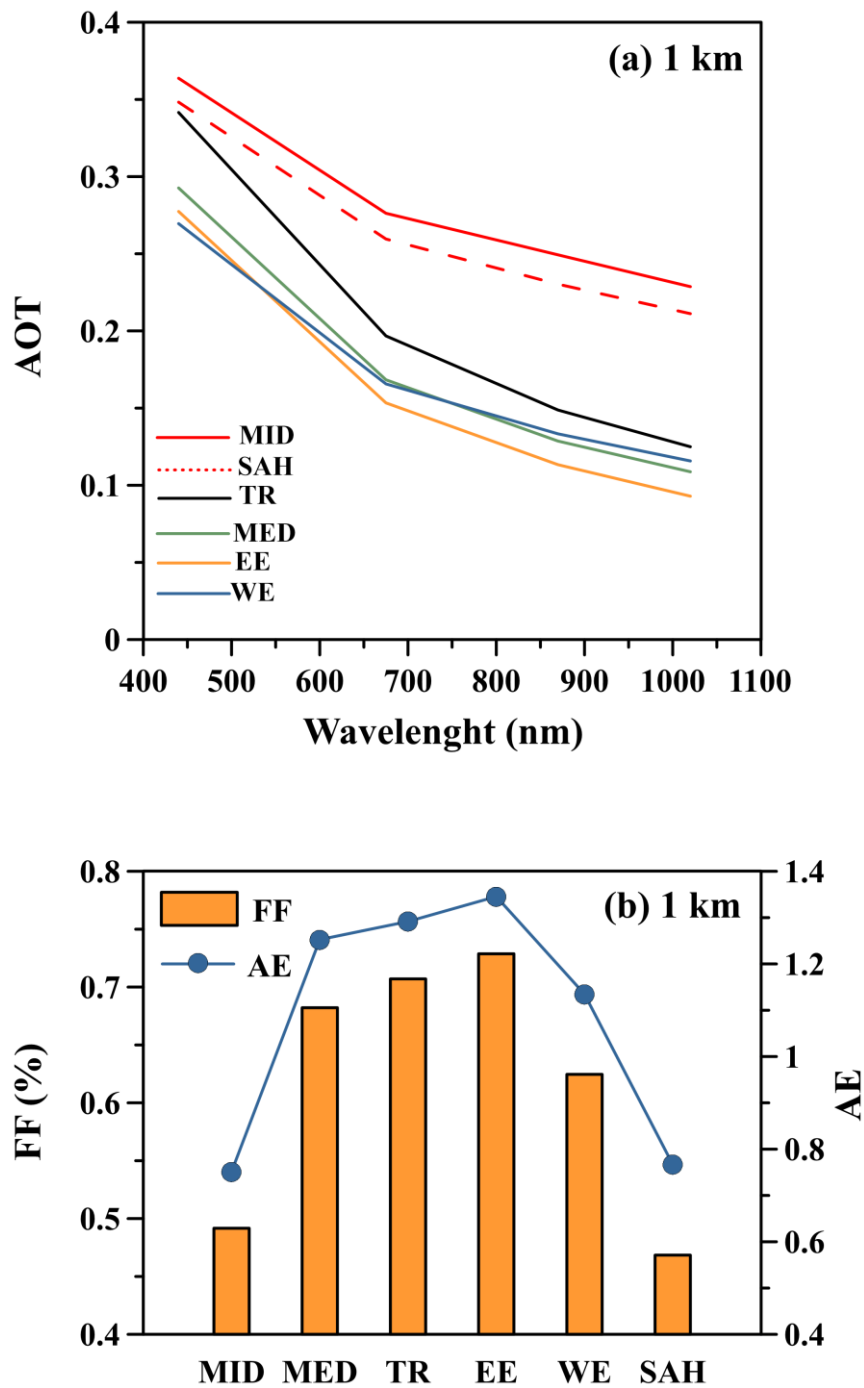 (a) 1 km
0.4
0.3
0.2
0.1
0
AOT
MID
SAH
TR
MED
EE
WE
400 500 600 700 800 900 1000 1100
Wavelenght (nm)
(b) 1 km
FF
AE
0.8
0.7
0.6
0.5
0.4
FF (%)
1.4
1.2
1
0.8
0.6
0.4
AE
MID MED TR EE WE SAH